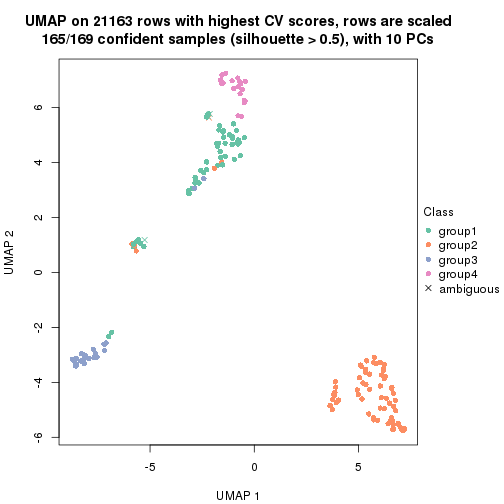 UMAP on 21163 rows with highest CV scores, rows are scaled
165/169 confident samples (silhouette > 0.5), with 10 PCs
6
4
2
0
-2
-4
-6
UMAP 2
-5
0
5
UMAP 1
Class
group1
group2
group3
group4
ambiguous